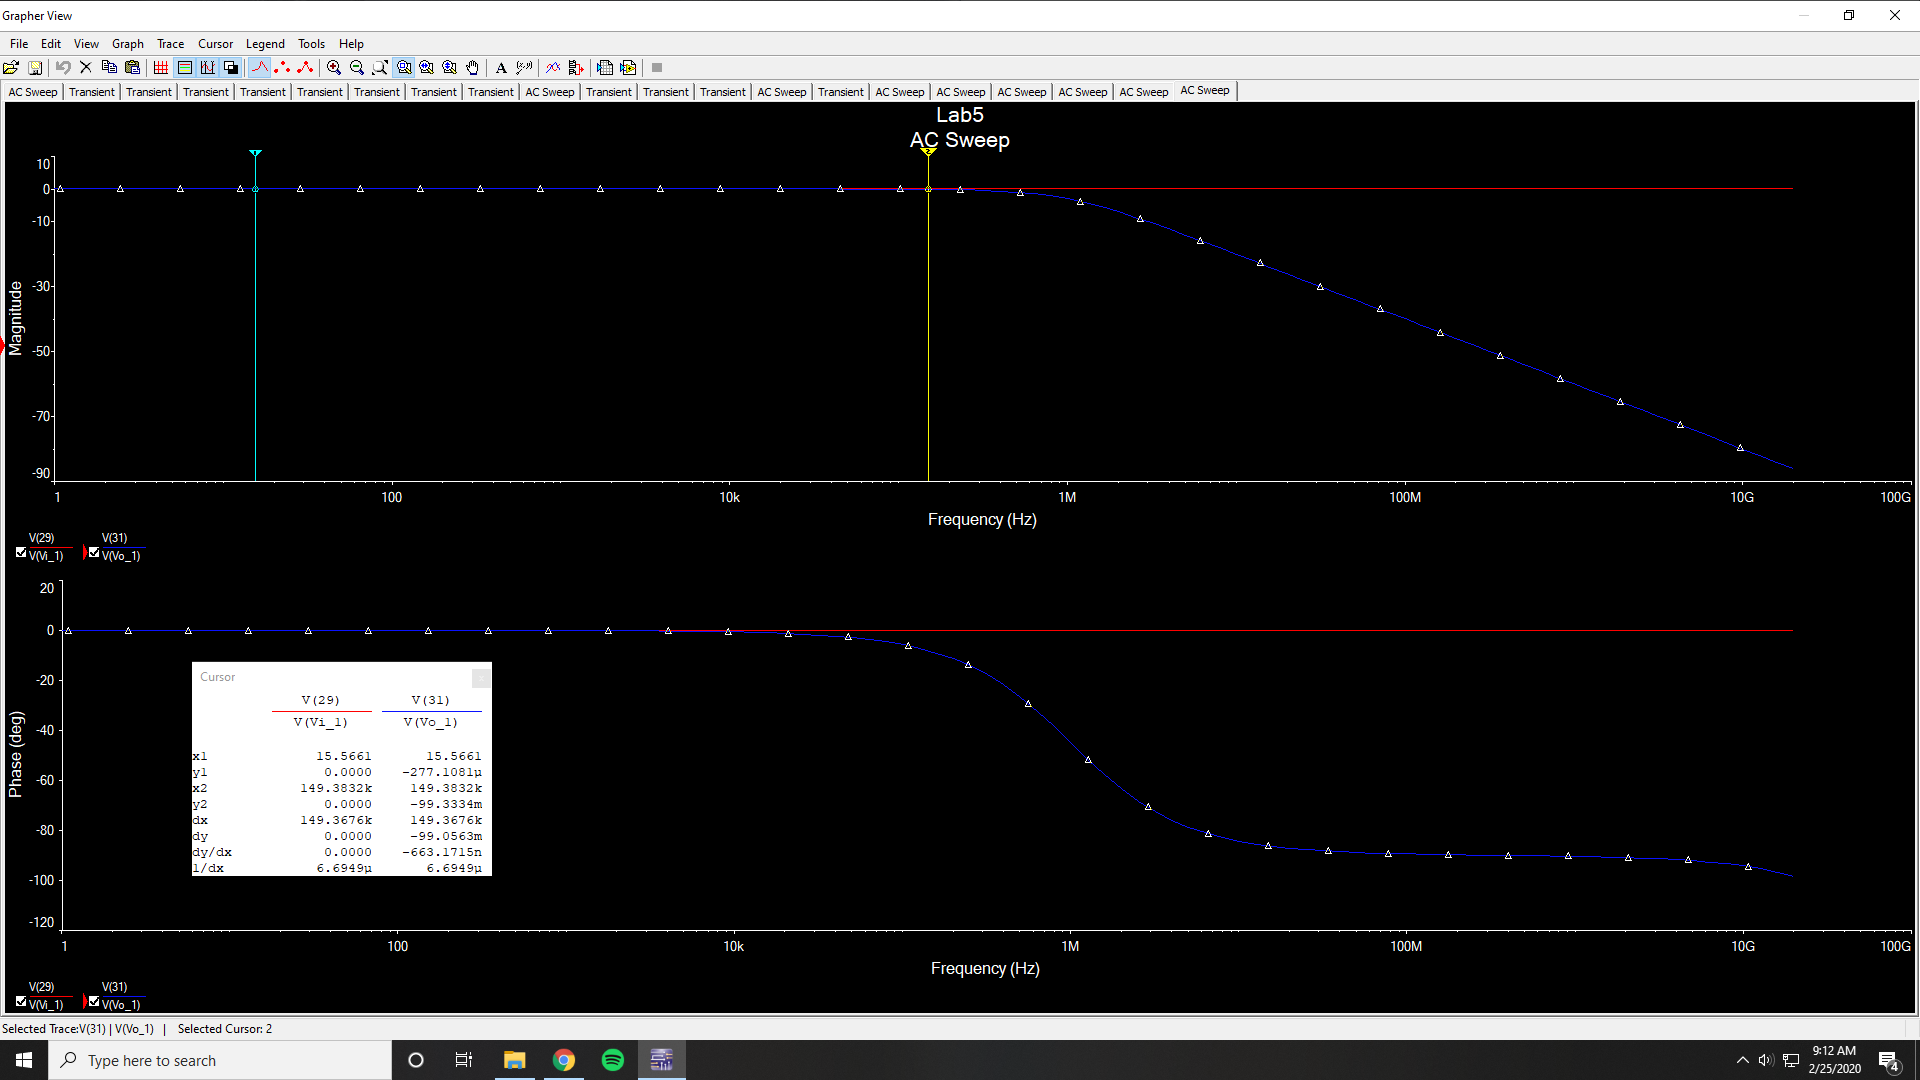 Grapher View
File Edit View Graph Trace Cursor Legend Tools Help
AC Sweep Transient Transient Transient Transient Transient Transient Transient Transient AC Sweep Transient Transient Transient AC Sweep Transient AC Sweep AC Sweep AC Sweep AC Sweep AC Sweep AC Sweep
Lab5
AC Sweep
1
2
10
0
-10
-30
-50
-70
-90
Magnitude
1 100 10k 1M 100M 10G 100G
Frequency (Hz)
V(29) V(31)
V(Vi_1) V(Vo_1)
20
0
-20
-40
-60
-80
-100
-120
Phase (deg)
Cursor
V(29) V(31)
V(Vi_1) V(Vo_1)
x1 15.5661 15.5661
y1 0.0000 -277.1081µ
x2 149.3832k 149.3832k
y2 0.0000 -99.3334m
dx 149.3676k 149.3676k
dy 0.0000 -99.0563m
dy/dx 0.0000 -663.1715n
1/dx 6.6949µ 6.6949µ
1 100 10k 1M 100M 10G 100G
Frequency (Hz)
V(29) V(31)
V(Vi_1) V(Vo_1)
Selected Trace:V(31) | V(Vo_1) | Selected Cursor: 2
Type here to search
9:12 AM
2/25/2020
4